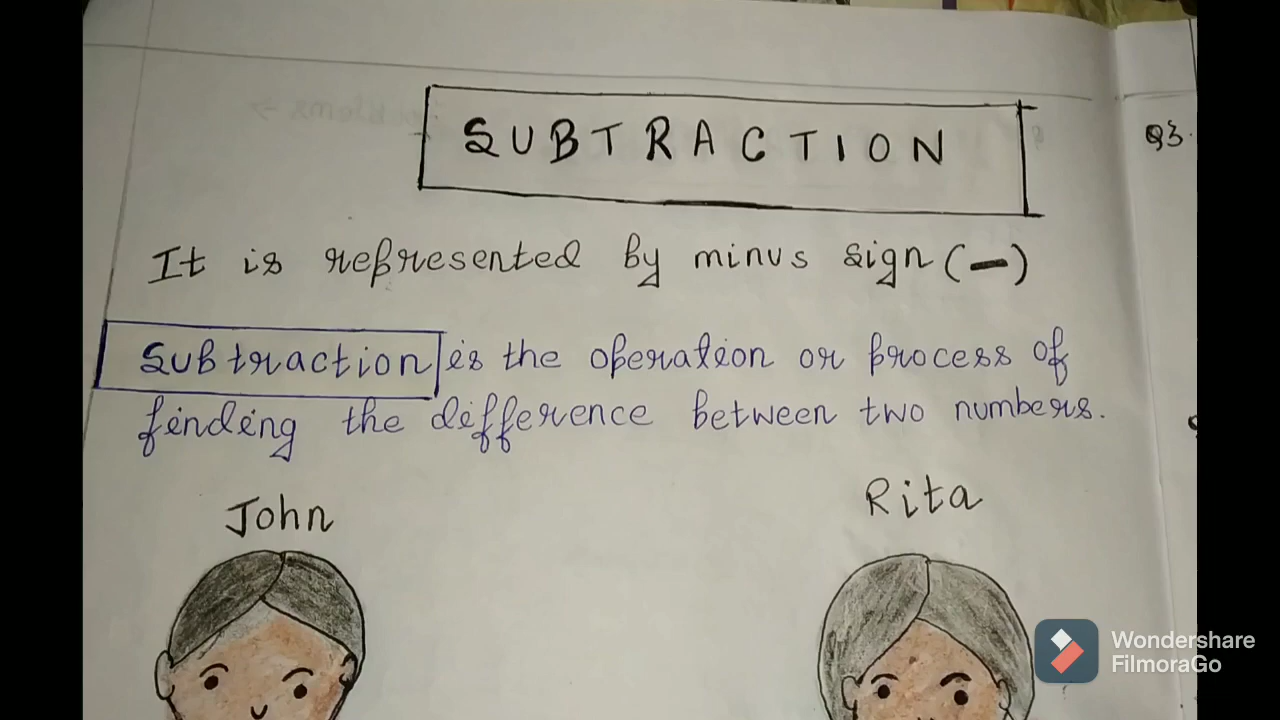 SUBTRACTION
Q3.
It is represented by minus sign (-)
Subtraction is the operation or process of
finding the difference between two numbers.
John
Rita
Wondershare
FilmoraGo